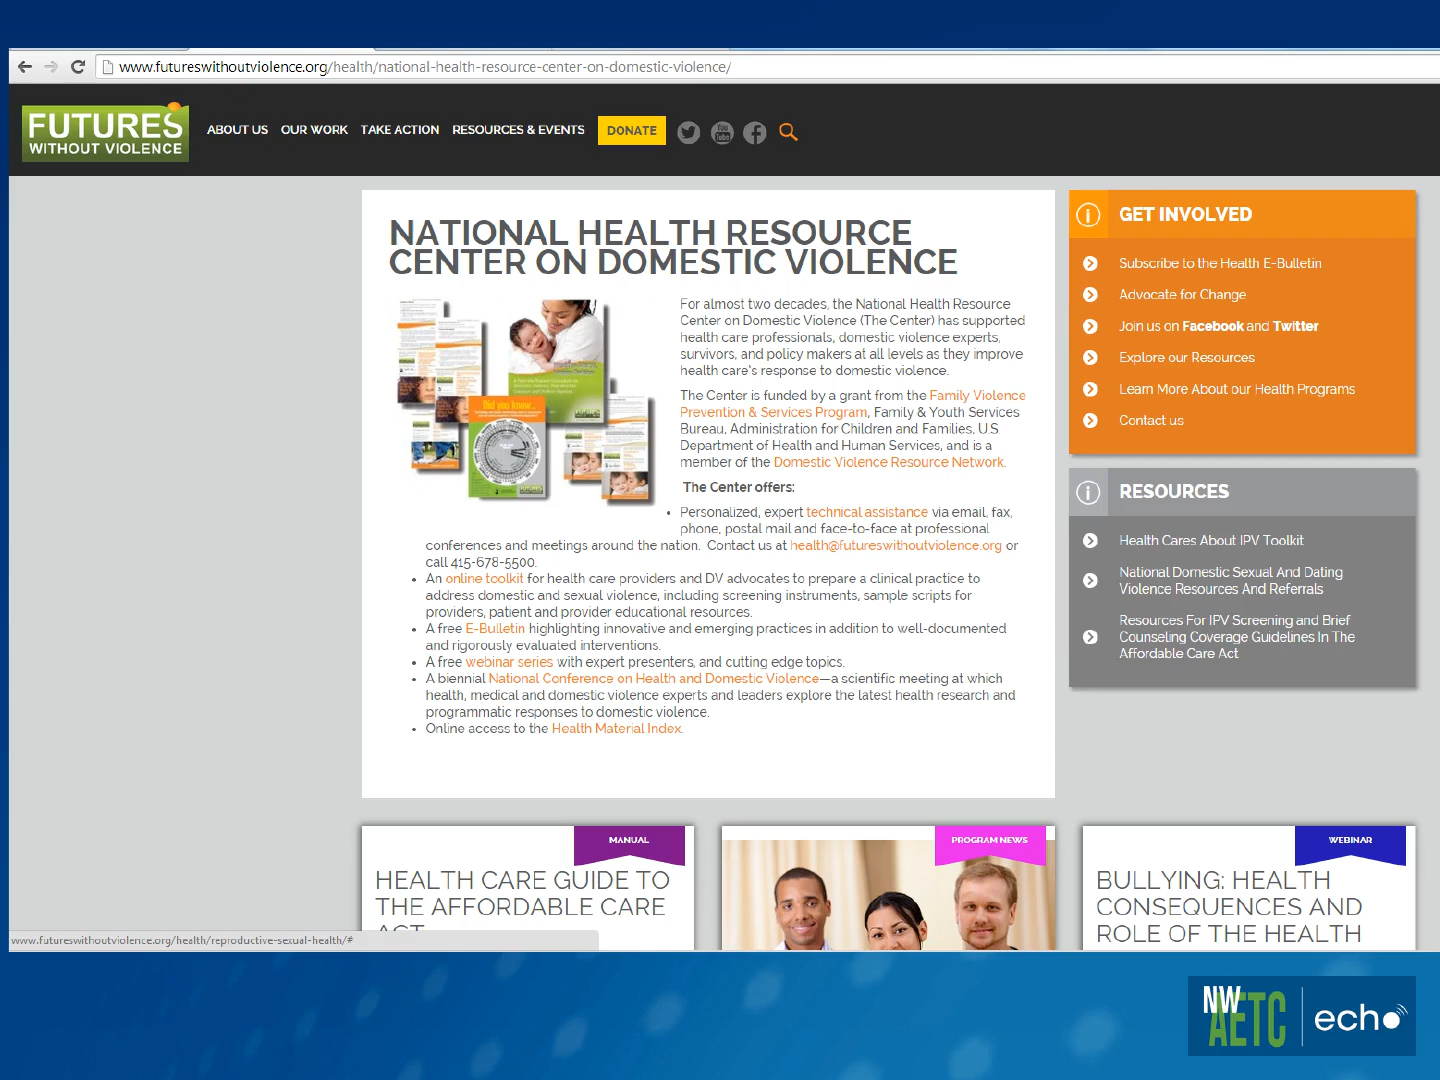 www.futureswithoutviolence.org/health/national-health-resource-center-on-domestic-violence/
FUTURES
WITHOUT VIOLENCE
ABOUT US
OUR WORK
TAKE ACTION
RESOURCES & EVENTS
DONATE
You
Tube
NATIONAL HEALTH RESOURCE
CENTER ON DOMESTIC VIOLENCE
Did you know...
For almost two decades, the National Health Resource
Center on Domestic Violence (The Center) has supported
health care professionals, domestic violence experts,
survivors, and policy makers at all levels as they improve
health care's response to domestic violence.
The Center is funded by a grant from the Family Violence
Prevention & Services Program, Family & Youth Services
Bureau, Administration for Children and Families, U.S.
Department of Health and Human Services, and is a
member of the Domestic Violence Resource Network.
The Center offers:
• Personalized, expert technical assistance via email, fax,
phone, postal mail and face-to-face at professional
conferences and meetings around the nation. Contact us at health@futureswithoutviolence.org or
call 415-678-5500.
• An online toolkit for health care providers and DV advocates to prepare a clinical practice to
address domestic and sexual violence, including screening instruments, sample scripts for
providers, patient and provider educational resources.
• A free E-Bulletin highlighting innovative and emerging practices in addition to well-documented
and rigorously evaluated interventions.
• A free webinar series with expert presenters, and cutting edge topics.
• A biennial National Conference on Health and Domestic Violence—a scientific meeting at which
health, medical and domestic violence experts and leaders explore the latest health research and
programmatic responses to domestic violence.
• Online access to the Health Material Index.
GET INVOLVED
Subscribe to the Health E-Bulletin
Advocate for Change
Join us on Facebook and Twitter
Explore our Resources
Learn More About our Health Programs
Contact us
RESOURCES
Health Cares About IPV Toolkit
National Domestic Sexual And Dating
Violence Resources And Referrals
Resources For IPV Screening and Brief
Counseling Coverage Guidelines In The
Affordable Care Act
MANUAL
HEALTH CARE GUIDE TO
THE AFFORDABLE CARE
ACT
PROGRAM NEWS
WEBINAR
BULLYING: HEALTH
CONSEQUENCES AND
ROLE OF THE HEALTH
www.futureswithoutviolence.org/health/reproductive-sexual-health/#
NW
AETC
echo